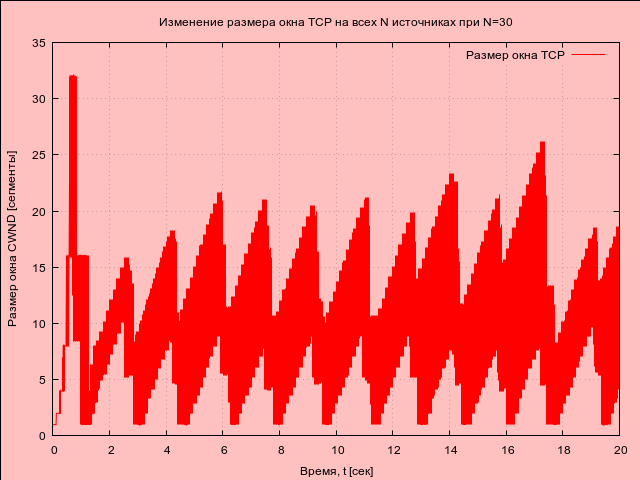 Изменение размера окна TCP на всех N источниках при N=30
Размер окна TCP
Размер окна CWND [сегменты]
35
30
25
20
15
10
5
0
0 2 4 6 8 10 12 14 16 18 20
Время, t [сек]